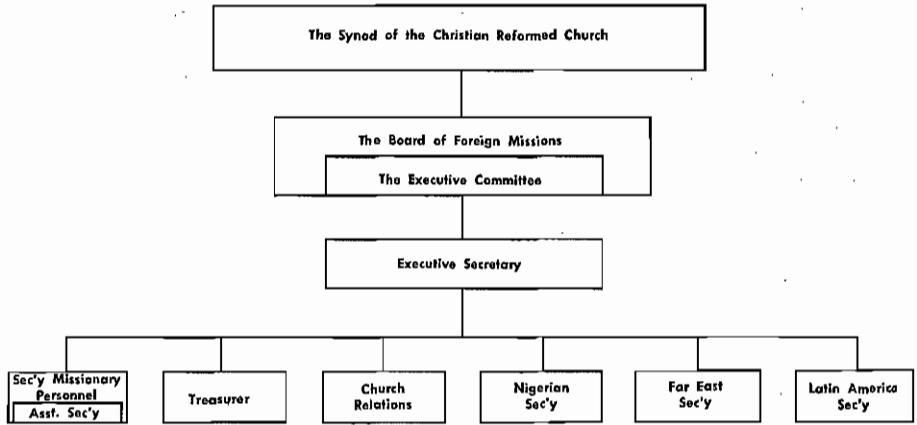 The Synod of the Christian Reformed Church
The Board of Foreign Missions
The Executive Committee
Executive Secretary
Sec'y Missionary
Personnel
Asst. Sec'y
Treasurer
Church
Relations
Nigerian
Sec'y
Far East
Sec'y
Latin America
Sec'y